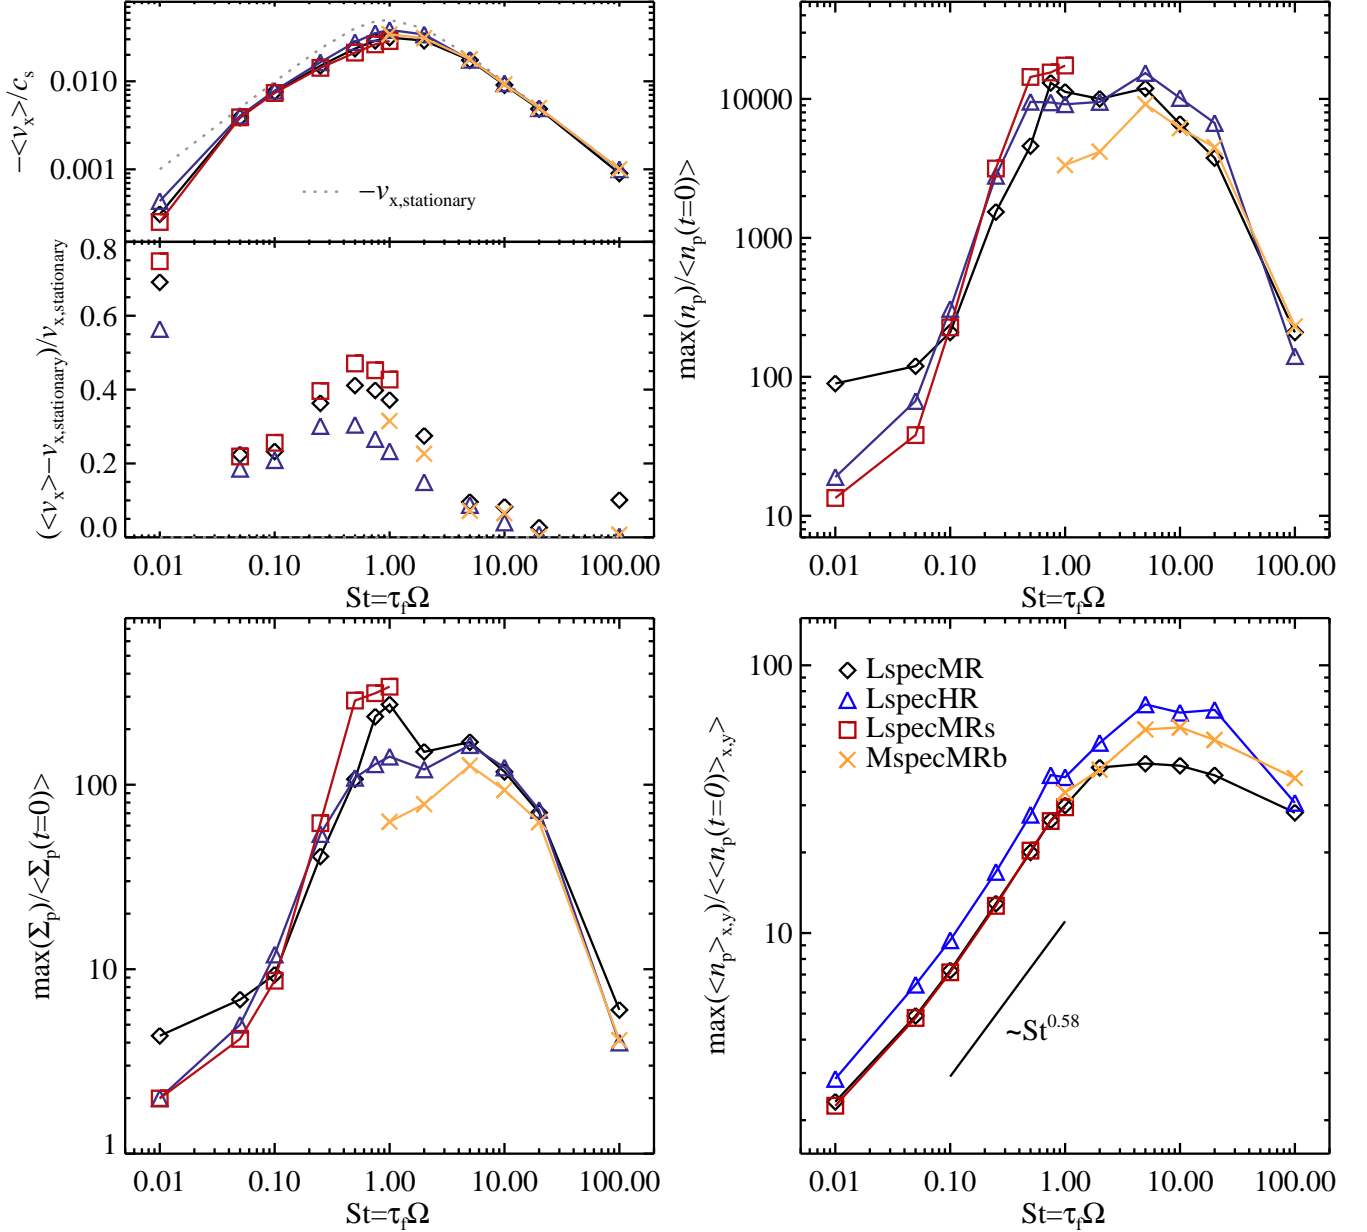 −<v_x>/c_s
0.010
0.001
−v_x,stationary
(<v_x>−v_x,stationary)/v_x,stationary
0.8
0.6
0.4
0.2
0.0
0.01 0.10 1.00 10.00 100.00
St=τ_fΩ
max(n_p)/<n_p(t=0)>
10000
1000
100
10
0.01 0.10 1.00 10.00 100.00
St=τ_fΩ
max(Σ_p)/<Σ_p(t=0)>
100
10
1
0.01 0.10 1.00 10.00 100.00
St=τ_fΩ
max(<n_p>_x,y)/<<n_p(t=0)>_x,y>
100
10
LspecMR
LspecHR
LspecMRs
MspecMRb
~St^0.58
0.01 0.10 1.00 10.00 100.00
St=τ_fΩ